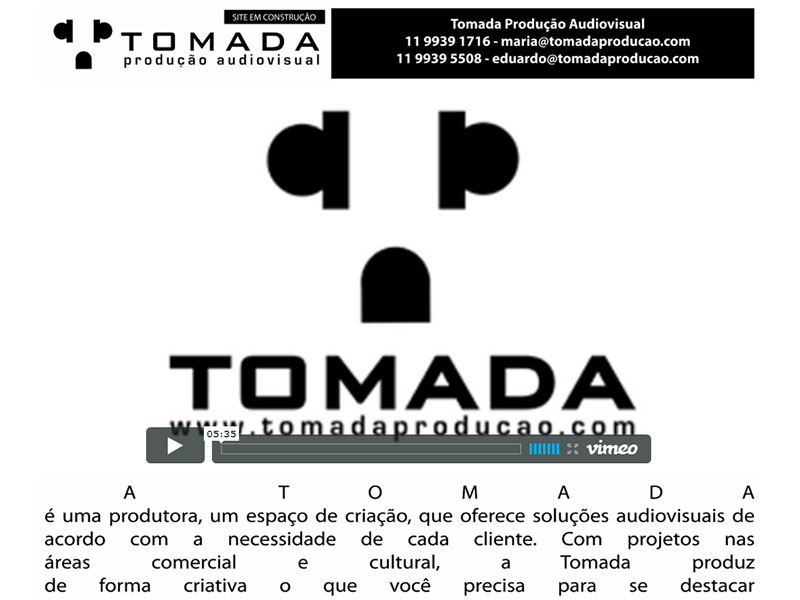 SITE EM CONSTRUÇÃO
TOMADA
produção audiovisual
Tomada Produção Audiovisual
11 9939 1716 - maria@tomadaproducao.com
11 9939 5508 - eduardo@tomadaproducao.com
TOMADA
www.tomadaproducao.com
05:35
vimeo
A T O M A D A
é uma produtora, um espaço de criação, que oferece soluções audiovisuais de
acordo com a necessidade de cada cliente. Com projetos nas
áreas comercial e cultural, a Tomada produz
de forma criativa o que você precisa para se destacar